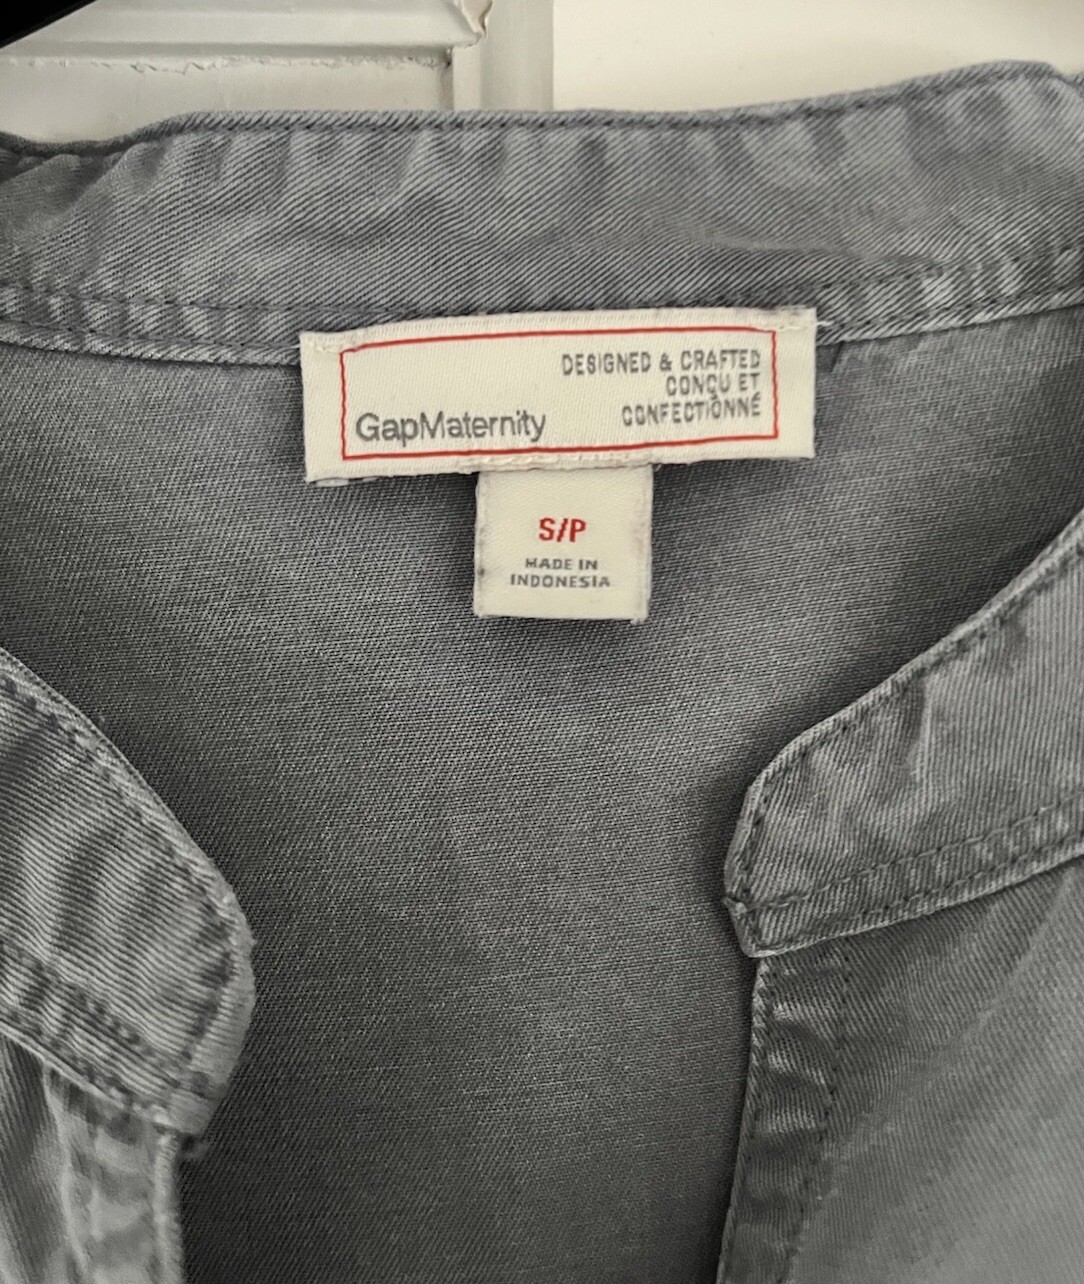 GapMaternity
DESIGNED & CRAFTED
CONÇU ET
CONFECTIONNÉ
S/P
MADE IN
INDONESIA